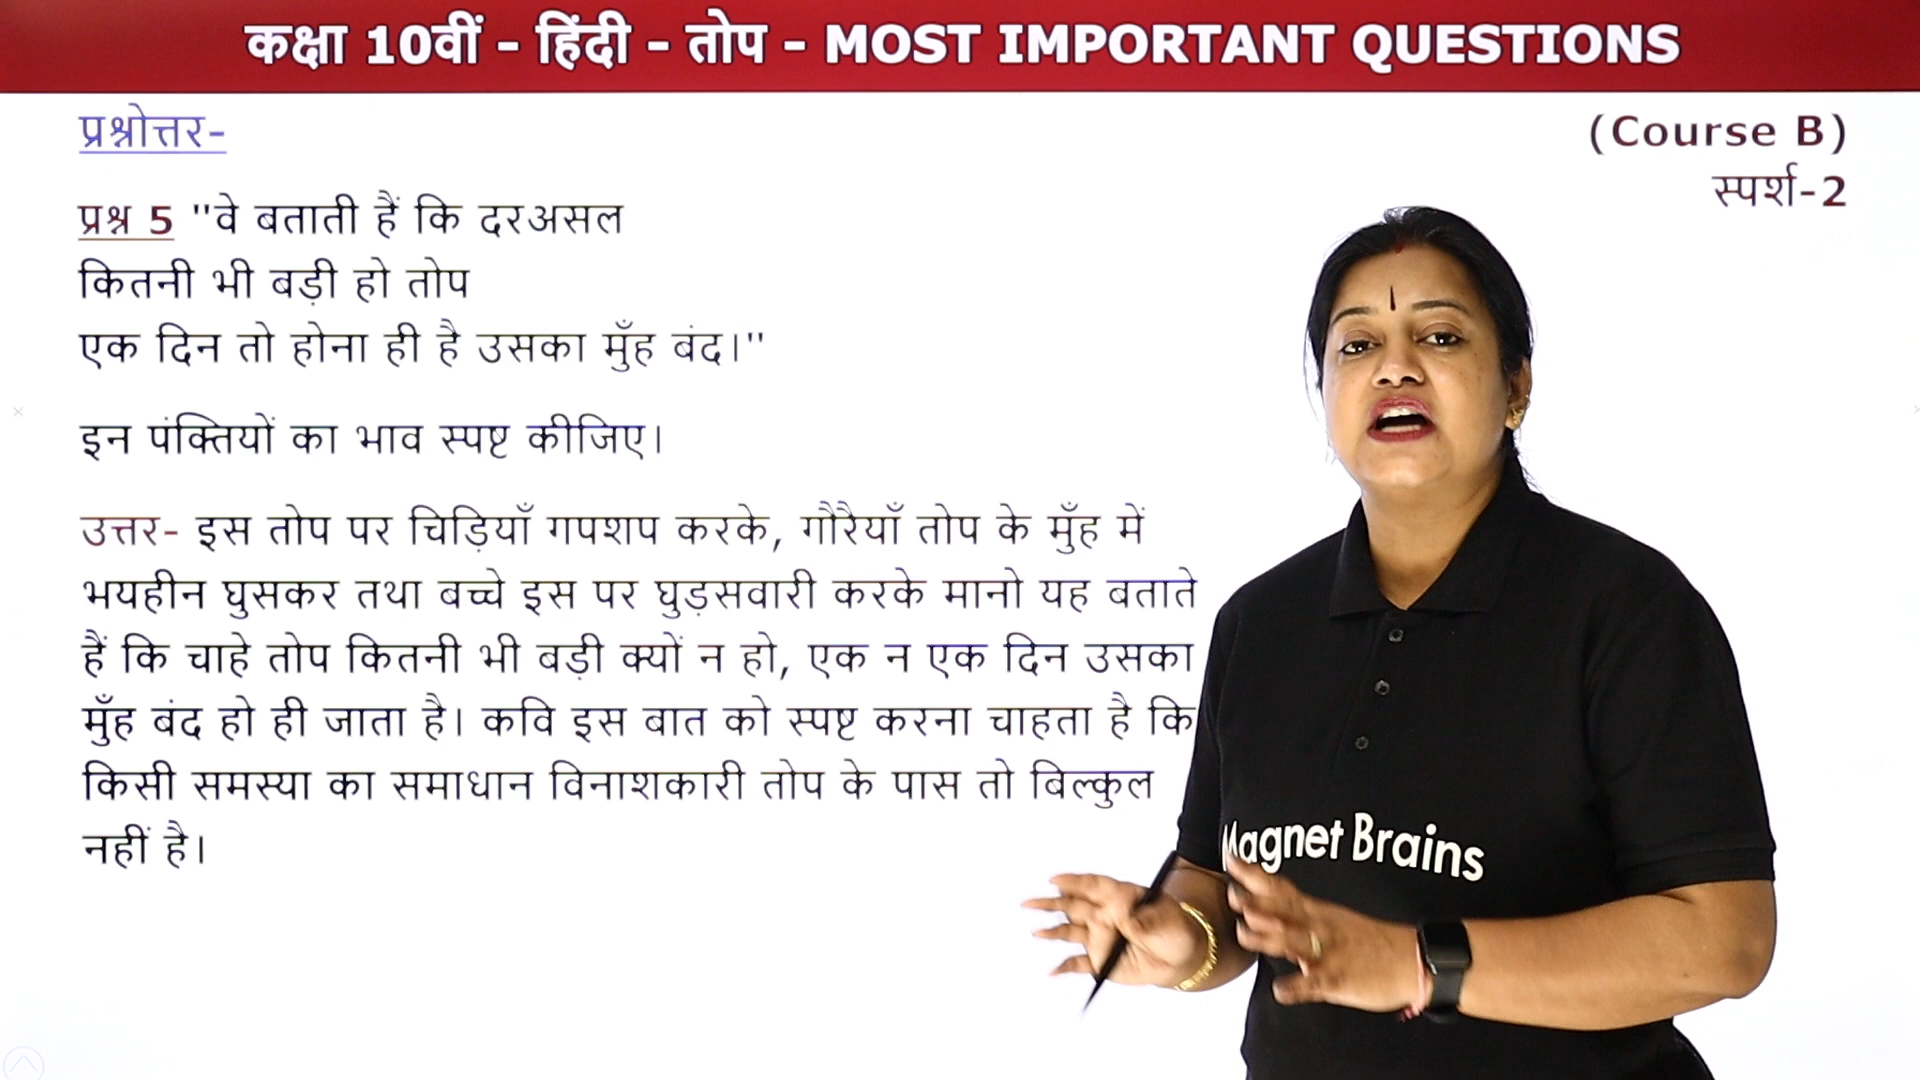 कक्षा 10वीं - हिंदी - तोप - MOST IMPORTANT QUESTIONS
प्रश्नोत्तर-
(Course B)
स्पर्श-2
प्रश्न 5 "वे बताती हैं कि दरअसल
कितनी भी बड़ी हो तोप
एक दिन तो होना ही है उसका मुँह बंद।"
इन पंक्तियों का भाव स्पष्ट कीजिए।
उत्तर- इस तोप पर चिड़ियाँ गपशप करके, गौरैयाँ तोप के मुँह में
भयहीन घुसकर तथा बच्चे इस पर घुड़सवारी करके मानो यह बताते
हैं कि चाहे तोप कितनी भी बड़ी क्यों न हो, एक न एक दिन उसका
मुँह बंद हो ही जाता है। कवि इस बात को स्पष्ट करना चाहता है कि
किसी समस्या का समाधान विनाशकारी तोप के पास तो बिल्कुल
नहीं है।
Magnet Brains